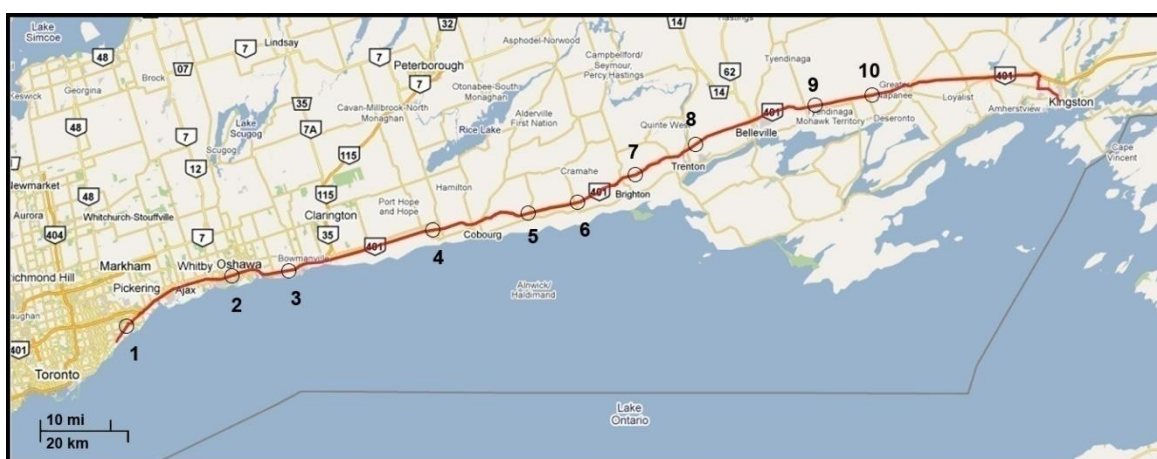 Lake
Simcoe
Keswick
Georgina
48
Brock
07
7
Lindsay
35
7
Peterborough
7
32
Asphodel-Norwood
Hastings
14
Campbellford/
Seymour,
Percy, Hastings
62
14
Tyendinaga
Lake
Scugog
Scugog
7A
Cavan-Millbrook-North
Monaghan
Otonabee-South
Monaghan
Alderville
First Nation
Rice Lake
Quinte West
401
Belleville
9
10
Greater
Napanee
Tyendinaga
Mohawk Territory
Deseronto
Loyalist
401
Amherstview
Kingston
48
7
12
115
115
Newmarket
48
Aurora
Whitchurch-Stouffville
404
7
Clarington
35
Port Hope
and Hope
Hamilton
Cramahe
401
Brighton
7
8
Trenton
Cape
Vincent
Richmond Hill
Markham
Pickering
Ajax
Whitby
Oshawa
Bowmanville
401
4
Cobourg
5
6
2
3
Alnwick/
Haldimand
Vaughan
401
1
Toronto
10 mi
20 km
Lake
Ontario